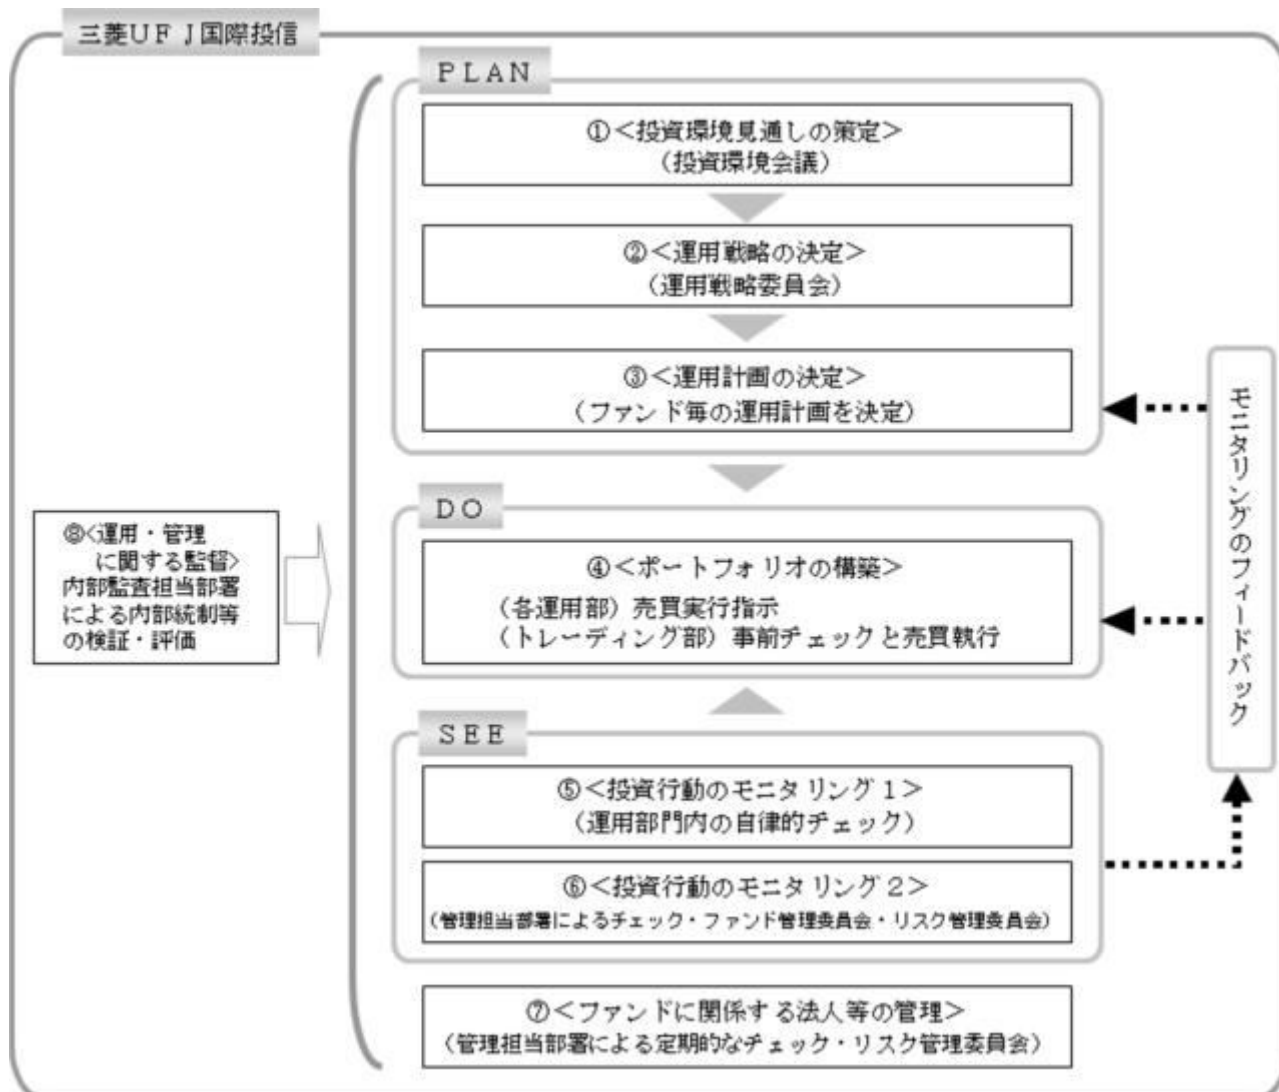 三菱UFJ国際投信
PLAN
①<投資環境見通しの策定>
(投資環境会議)
②<運用戦略の決定>
(運用戦略委員会)
③<運用計画の決定>
(ファンド毎の運用計画を決定)
DO
④<ポートフォリオの構築>
(各運用部)売買実行指示
(トレーディング部)事前チェックと売買執行
SEE
⑤<投資行動のモニタリング1>
(運用部門内の自律的チェック)
⑥<投資行動のモニタリング2>
(管理担当部署によるチェック・ファンド管理委員会・リスク管理委員会)
⑦<ファンドに関係する法人等の管理>
(管理担当部署による定期的なチェック・リスク管理委員会)
⑧<運用・管理
に関する監督>
内部監査担当部署
による内部統制等
の検証・評価
モニタリングのフィードバック